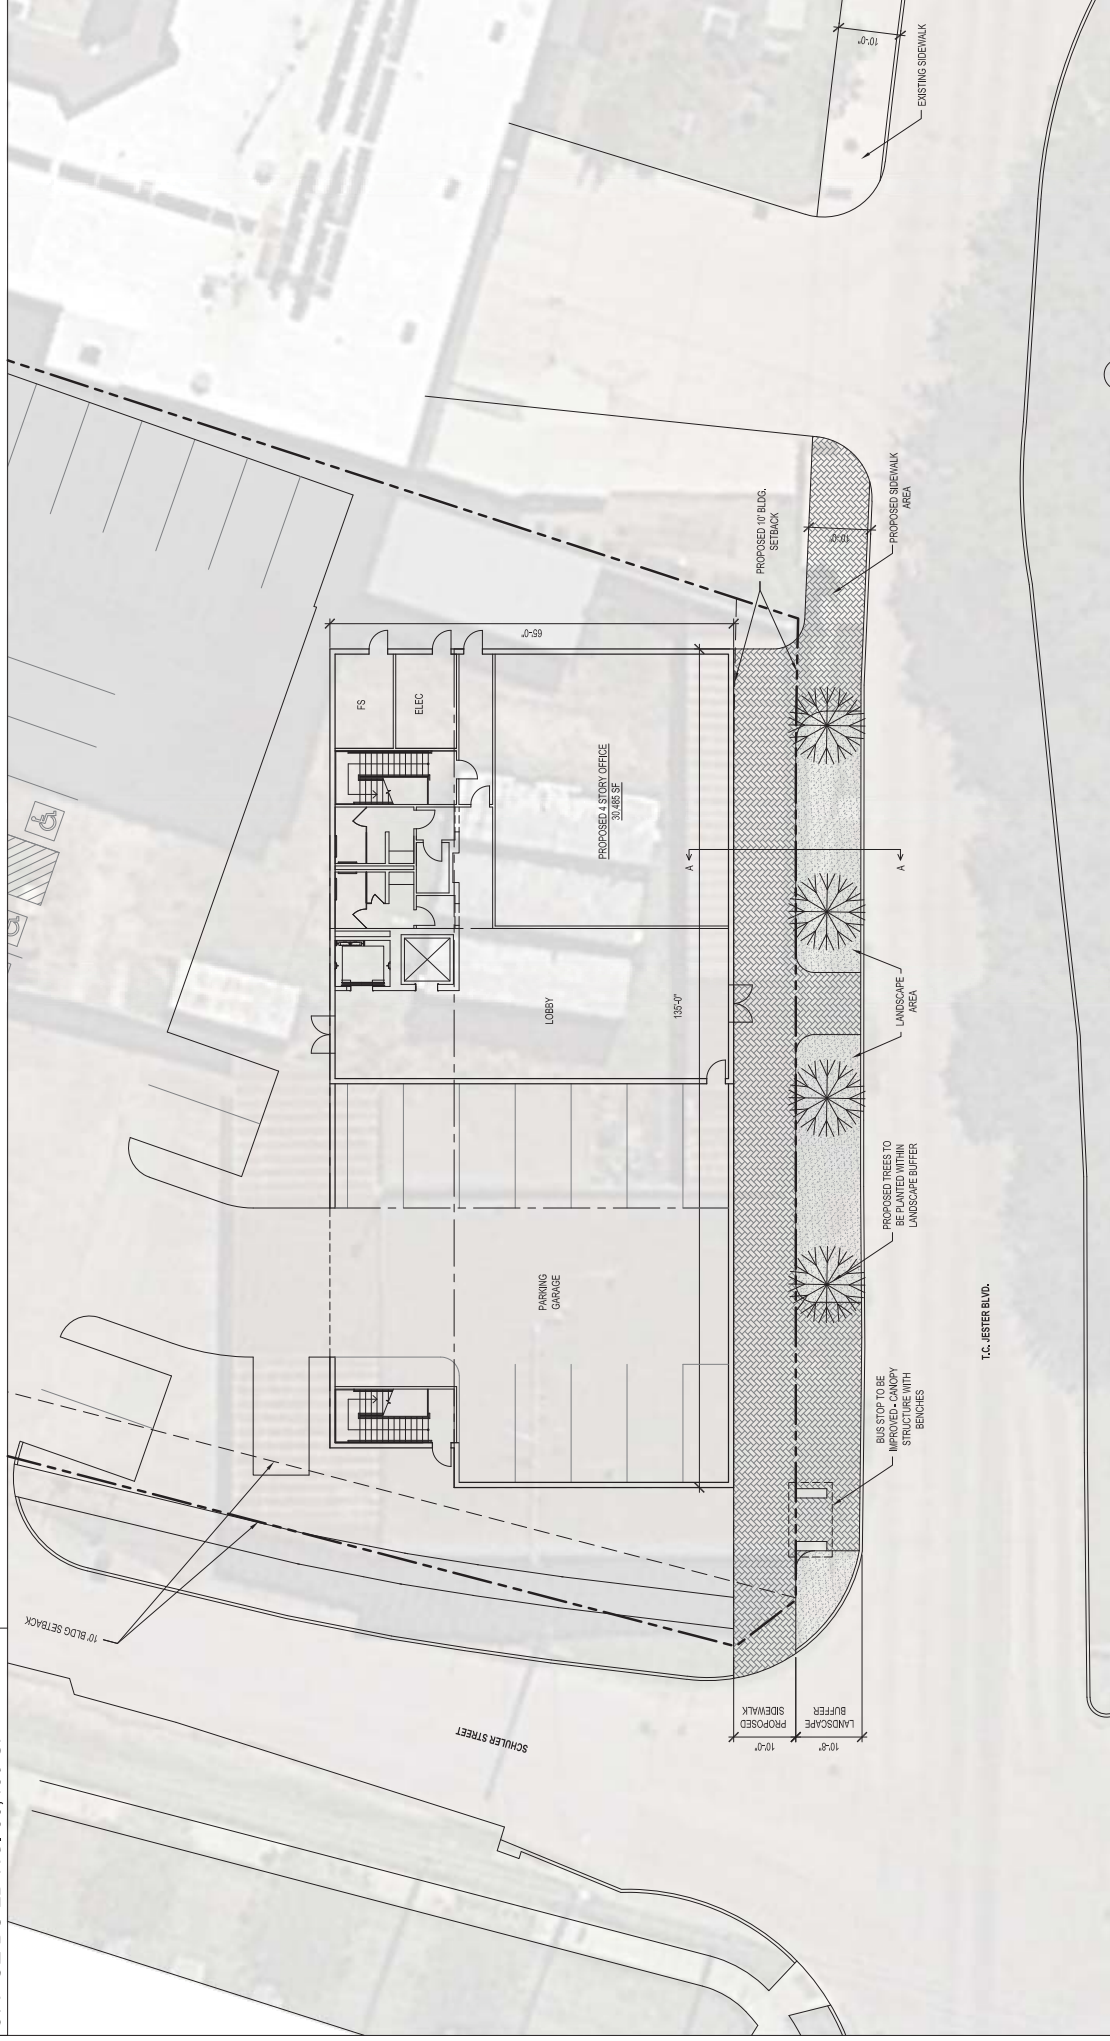 10'-0"
EXISTING SIDEWALK
PROPOSED SIDEWALK
AREA
10'-0"
PROPOSED 10' BLDG.
SETBACK
65'-0"
FS
ELEC
PROPOSED 4 STORY OFFICE
30,485 SF
A
A
LOBBY
135'-0"
LANDSCAPE
AREA
PROPOSED TREES TO
BE PLANTED WITHIN
LANDSCAPE BUFFER
PARKING
GARAGE
T.C. JESTER BLVD.
BUS STOP TO BE
IMPROVED - CANOPY
STRUCTURE WITH
BENCHES
10' BLDG SETBACK
SCHULER STREET
PROPOSED
SIDEWALK
10'-0"
LANDSCAPE
BUFFER
10'-8"